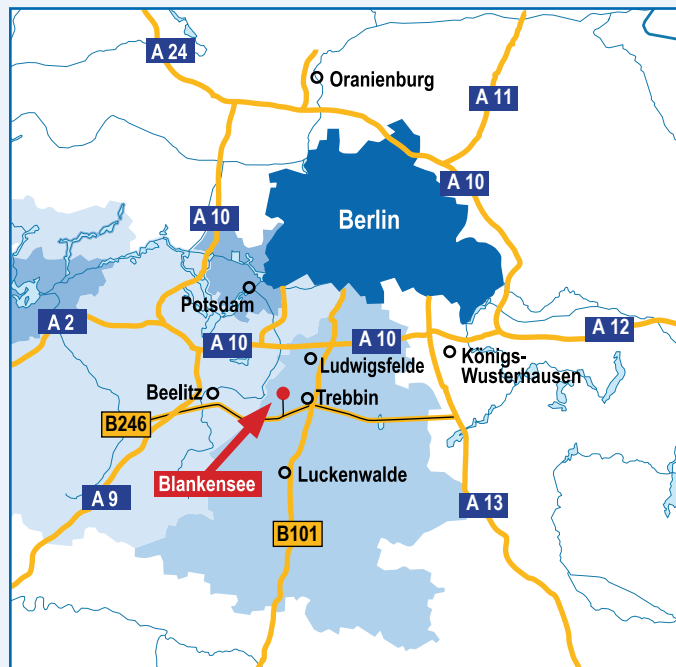 A 24
Oranienburg
A 11
A 10
A 10
Berlin
Potsdam
A 2
A 10
A 10
A 12
Ludwigsfelde
Königs-
Wusterhausen
Beelitz
Trebbin
B246
Blankensee
Luckenwalde
A 9
A 13
B101